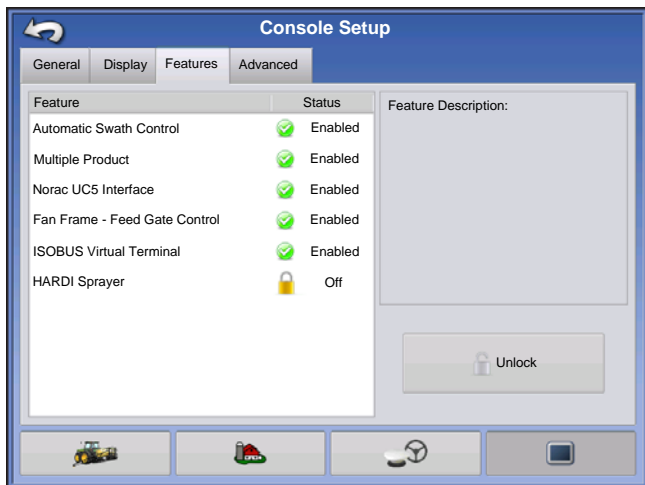 Console Setup
General Display Features Advanced
Feature Status
Automatic Swath Control Enabled
Multiple Product Enabled
Norac UC5 Interface Enabled
Fan Frame - Feed Gate Control Enabled
ISOBUS Virtual Terminal Enabled
HARDI Sprayer Off
Feature Description:
Unlock